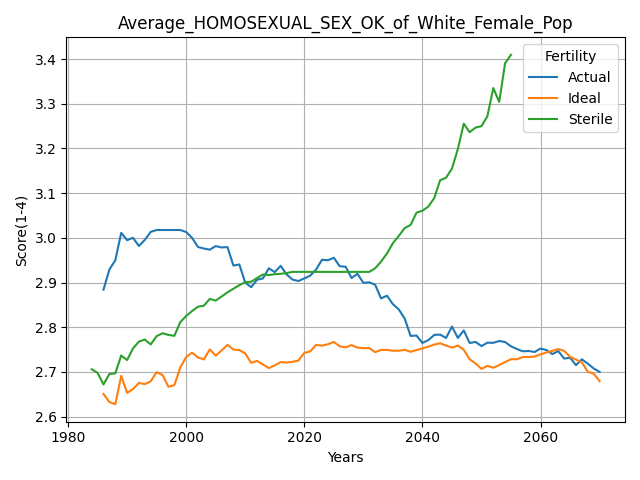 Average_HOMOSEXUAL_SEX_OK_of_White_Female_Pop
Fertility
Actual
Ideal
Sterile
Score(1-4)
3.4
3.3
3.2
3.1
3.0
2.9
2.8
2.7
2.6
1980 2000 2020 2040 2060
Years